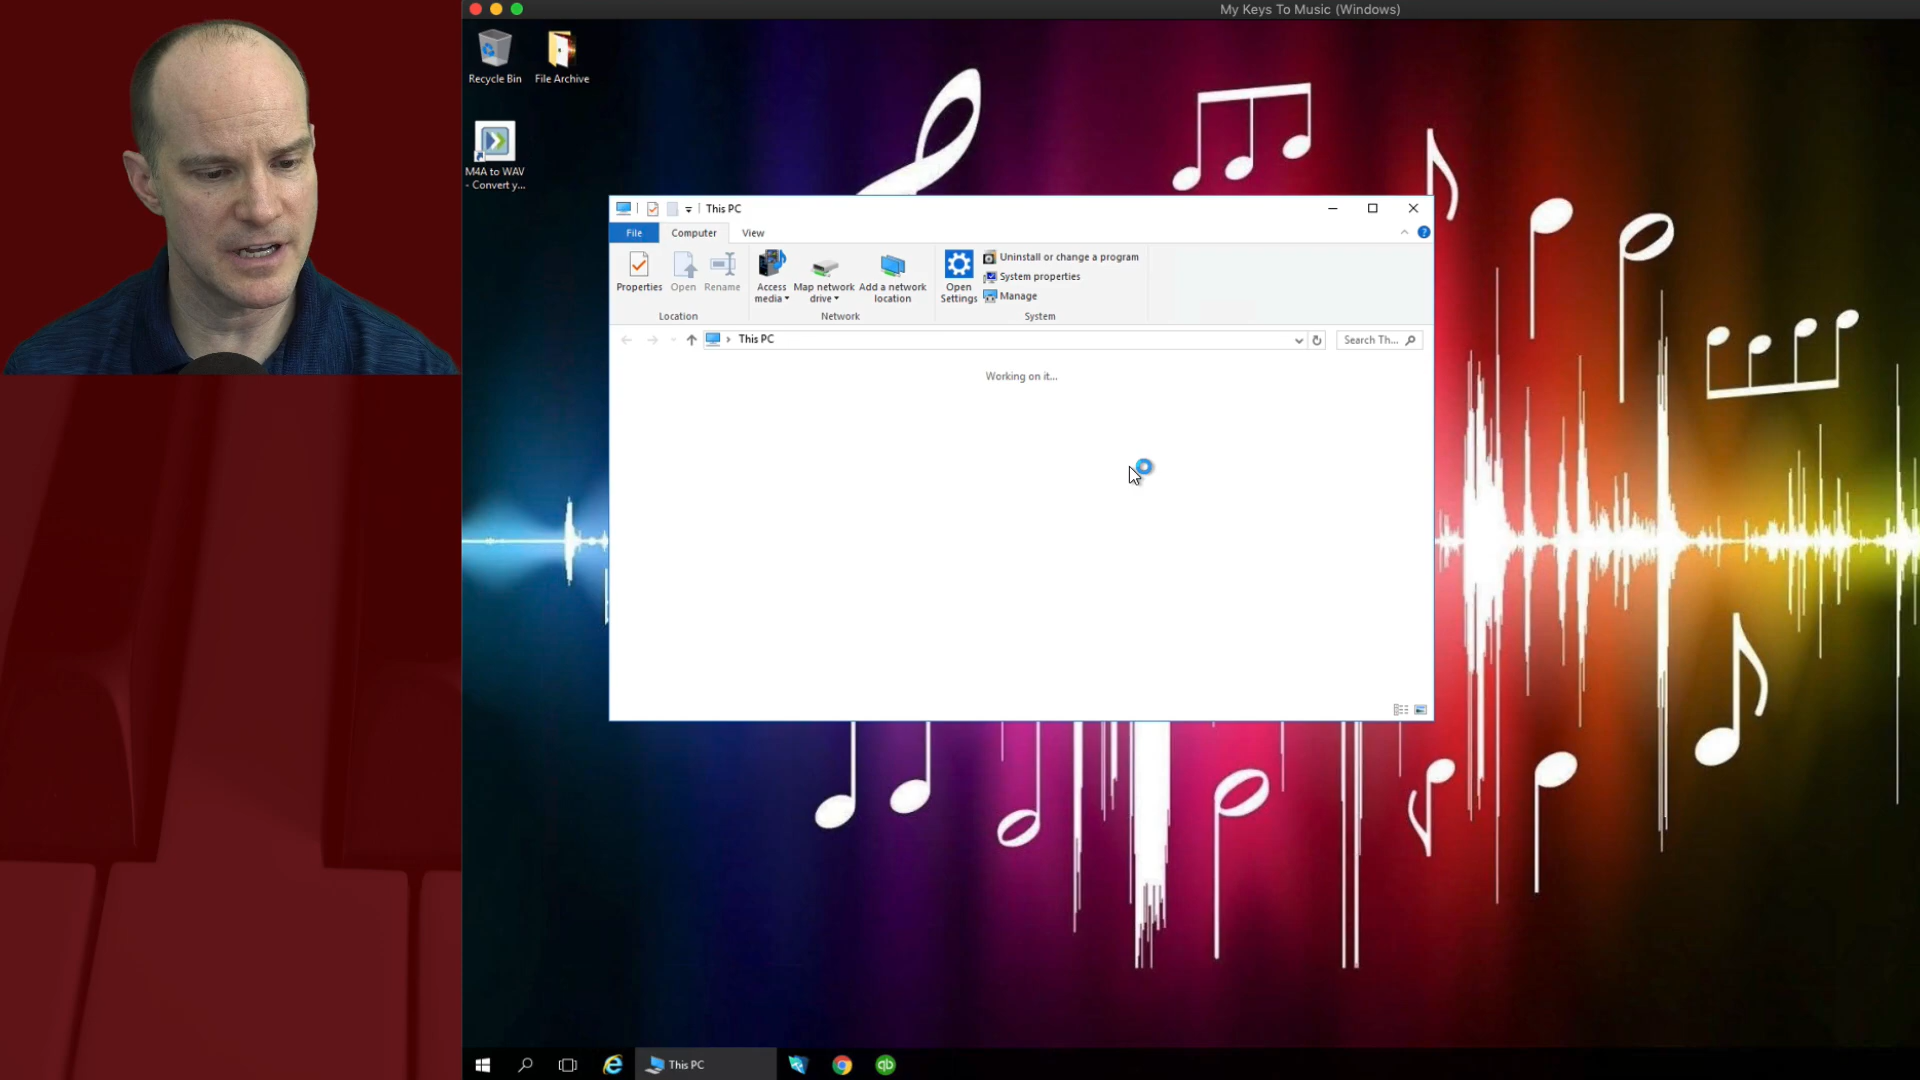 My Keys To Music (Windows)
Recycle Bin
File Archive
M4A to WAV
- Convert y...
This PC
File
Computer
View
Properties
Open
Rename
Access
media
Map network
drive
Add a network
location
Open
Settings
Uninstall or change a program
System properties
Manage
Location
Network
System
This PC
Search Th...
Working on it...
This PC
qb